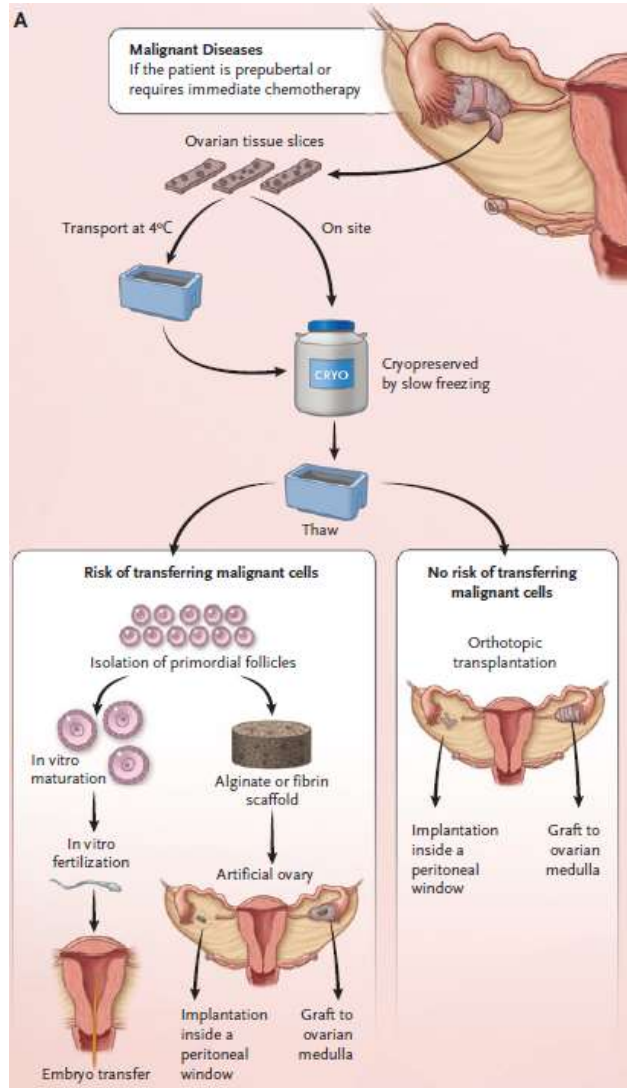 A
Malignant Diseases
If the patient is prepubertal or
requires immediate chemotherapy
Ovarian tissue slices
Transport at 4ºC
On site
CRYO
Cryopreserved
by slow freezing
Thaw
Risk of transferring malignant cells
Isolation of primordial follicles
In vitro
maturation
Alginate or fibrin
scaffold
In vitro
fertilization
Artificial ovary
Implantation
inside a
peritoneal
window
Graft to
ovarian
medulla
Embryo transfer
No risk of transferring
malignant cells
Orthotopic
transplantation
Implantation
inside a
peritoneal
window
Graft to
ovarian
medulla